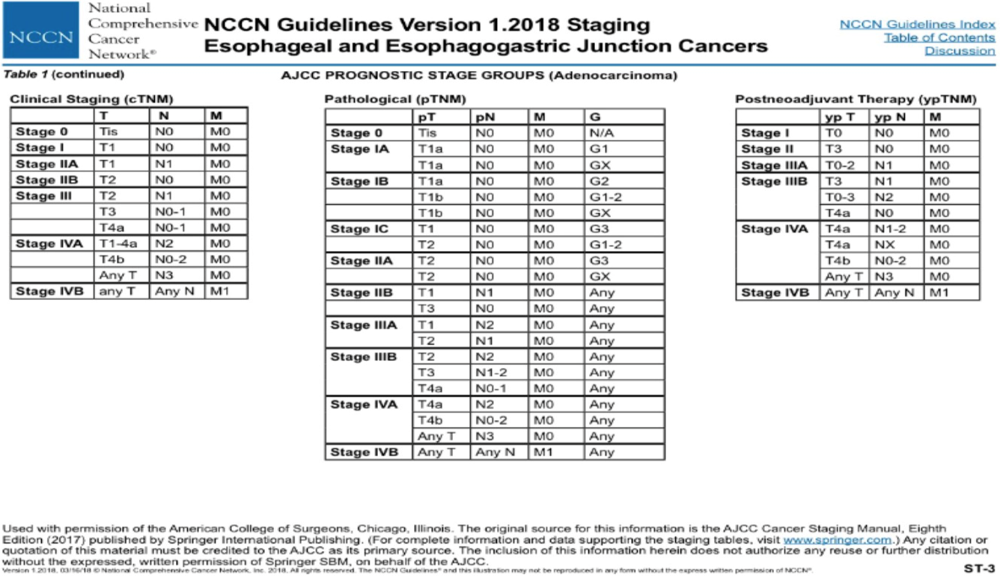 National
Comprehensive
Cancer
Network®
NCCN
NCCN Guidelines Version 1.2018 Staging
Esophageal and Esophagogastric Junction Cancers
NCCN Guidelines Index
Table of Contents
Discussion
Table 1 (continued)
AJCC PROGNOSTIC STAGE GROUPS (Adenocarcinoma)
Clinical Staging (cTNM)
T N M
Stage 0 Tis N0 M0
Stage I T1 N0 M0
Stage IIA T1 N1 M0
Stage IIB T2 N0 M0
Stage III T2 N1 M0
T3 N0-1 M0
T4a N0-1 M0
Stage IVA T1-4a N2 M0
T4b N0-2 M0
Any T N3 M0
Stage IVB any T Any N M1
Pathological (pTNM)
pT pN M G
Stage 0 Tis N0 M0 N/A
Stage IA T1a N0 M0 G1
T1a N0 M0 GX
Stage IB T1a N0 M0 G2
T1b N0 M0 G1-2
T1b N0 M0 GX
Stage IC T1 N0 M0 G3
T2 N0 M0 G1-2
Stage IIA T2 N0 M0 G3
T2 N0 M0 GX
Stage IIB T1 N1 M0 Any
T3 N0 M0 Any
Stage IIIA T1 N2 M0 Any
T2 N1 M0 Any
Stage IIIB T2 N2 M0 Any
T3 N1-2 M0 Any
T4a N0-1 M0 Any
Stage IVA T4a N2 M0 Any
T4b N0-2 M0 Any
Any T N3 M0 Any
Stage IVB Any T Any N M1 Any
Postneoadjuvant Therapy (ypTNM)
yp T yp N M
Stage I T0 N0 M0
Stage II T3 N0 M0
Stage IIIA T0-2 N1 M0
Stage IIIB T3 N1 M0
T0-3 N2 M0
T4a N0 M0
Stage IVA T4a N1-2 M0
T4a NX M0
T4b N0-2 M0
Any T N3 M0
Stage IVB Any T Any N M1
Used with permission of the American College of Surgeons, Chicago, Illinois. The original source for this information is the AJCC Cancer Staging Manual, Eighth
Edition (2017) published by Springer International Publishing. (For complete information and data supporting the staging tables, visit www.springer.com.) Any citation or
quotation of this material must be credited to the AJCC as its primary source. The inclusion of this information herein does not authorize any reuse or further distribution
without the expressed, written permission of Springer SBM, on behalf of the AJCC.
Version 1.2018, 03/16/18 © National Comprehensive Cancer Network, Inc. 2018, All rights reserved. The NCCN Guidelines® and this illustration may not be reproduced in any form without the express written permission of NCCN®.
ST-3